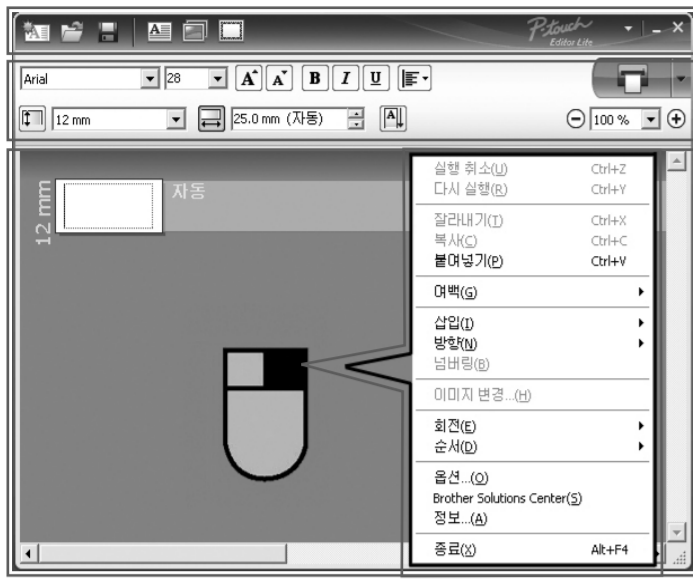 P-touch
Editor Lite
Arial 28 A A B I U
12 mm 25.0 mm (자동) A 100 %
12 mm
자동
실행 취소(U) Ctrl+Z
다시 실행(R) Ctrl+Y
잘라내기(T) Ctrl+X
복사(C) Ctrl+C
붙여넣기(P) Ctrl+V
여백(G)
삽입(I)
방향(N)
넘버링(B)
이미지 변경...(H)
회전(E)
순서(D)
옵션...(O)
Brother Solutions Center(S)
정보...(A)
종료(X) Alt+F4